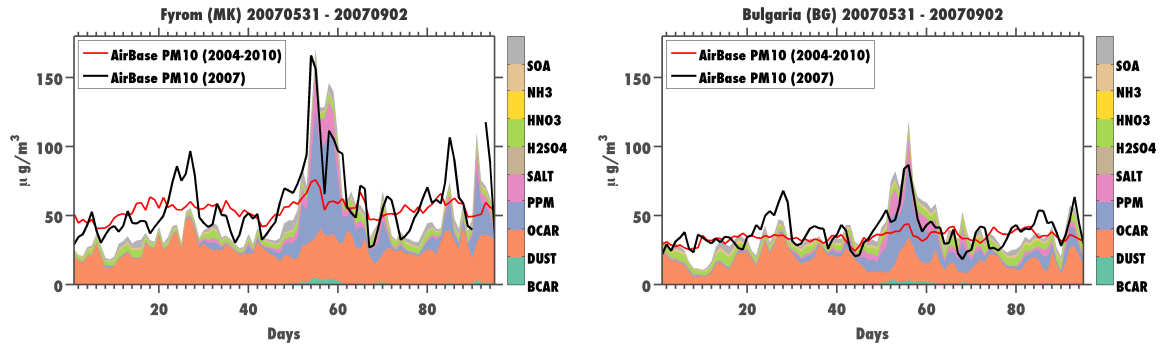 Fyrom (MK) 20070531 - 20070902
AirBase PM10 (2004-2010)
AirBase PM10 (2007)
150
100
50
0
μ g/m³
20
40
60
80
Days
SOA
NH3
HNO3
H2SO4
SALT
PPM
OCAR
DUST
BCAR
Bulgaria (BG) 20070531 - 20070902
AirBase PM10 (2004-2010)
AirBase PM10 (2007)
150
100
50
0
μ g/m³
20
40
60
80
Days
SOA
NH3
HNO3
H2SO4
SALT
PPM
OCAR
DUST
BCAR